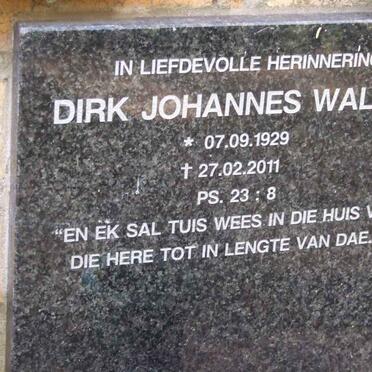 IN LIEFDEVOLLE HERINNERING
DIRK JOHANNES WAL
* 07.09.1929
† 27.02.2011
PS. 23 : 8
"EN EK SAL TUIS WEES IN DIE HUIS V
DIE HERE TOT IN LENGTE VAN DAE.